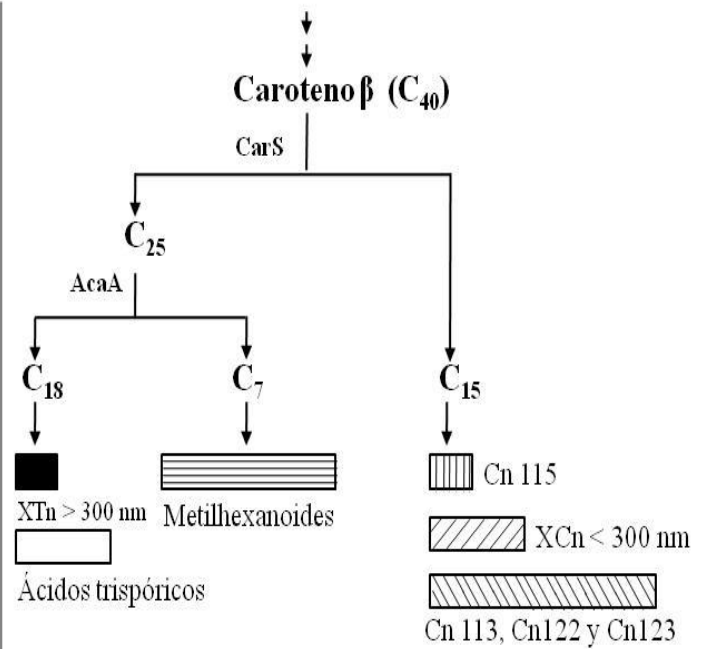 Caroteno β (C40)
CarS
C25
AcaA
C18
C7
C15
Cn 115
XTn > 300 nm
Metilhexanoides
XCn < 300 nm
Ácidos trispóricos
Cn 113, Cn122 y Cn123